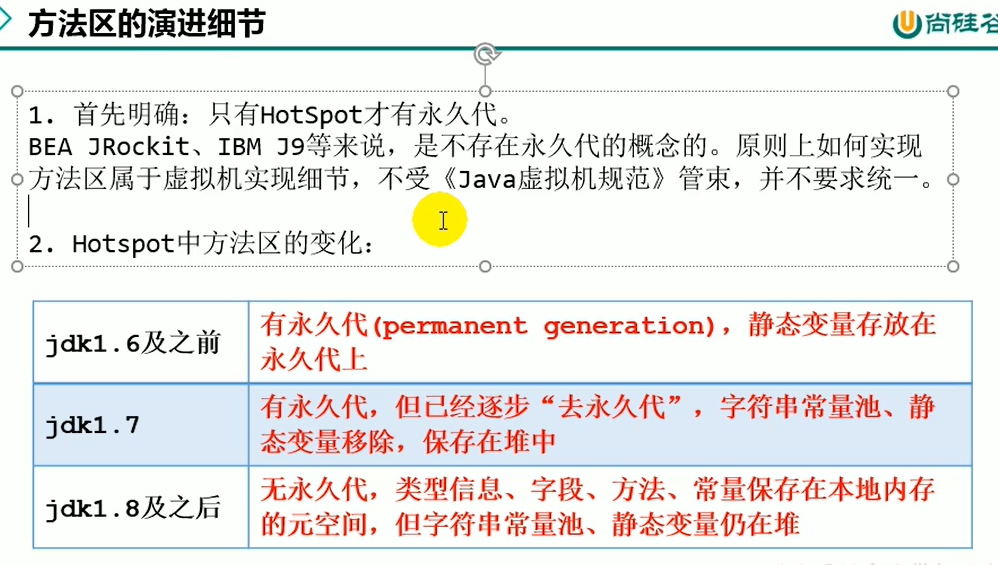 方法区的演进细节
尚硅谷
1. 首先明确：只有HotSpot才有永久代。
BEA JRockit、IBM J9等来说，是不存在永久代的概念的。原则上如何实现
方法区属于虚拟机实现细节，不受《Java虚拟机规范》管束，并不要求统一。
2. Hotspot中方法区的变化：
jdk1.6及之前
有永久代(permanent generation)，静态变量存放在
永久代上
jdk1.7
有永久代，但已经逐步“去永久代”，字符串常量池、静
态变量移除，保存在堆中
jdk1.8及之后
无永久代，类型信息、字段、方法、常量保存在本地内存
的元空间，但字符串常量池、静态变量仍在堆